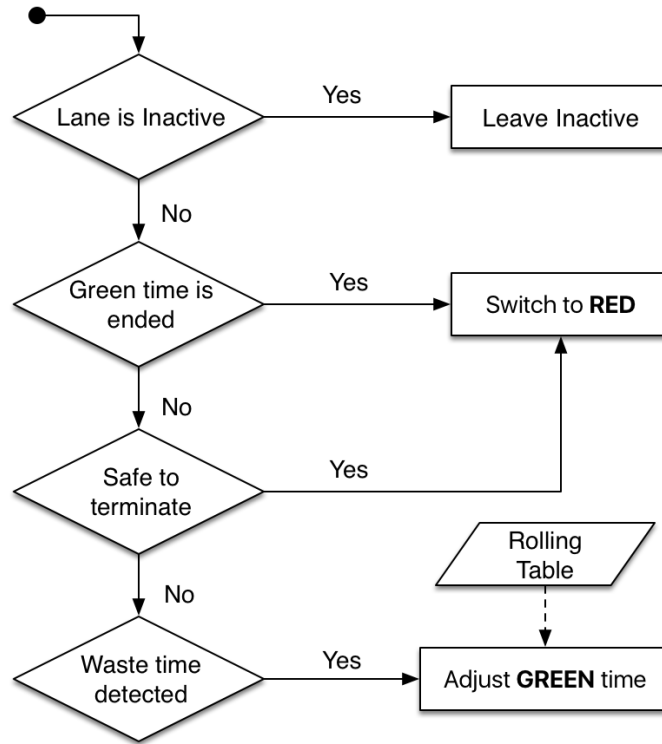 Lane is Inactive
Yes
Leave Inactive
No
Green time is
ended
Yes
Switch to RED
No
Safe to
terminate
Yes
Rolling
Table
No
Waste time
detected
Yes
Adjust GREEN time